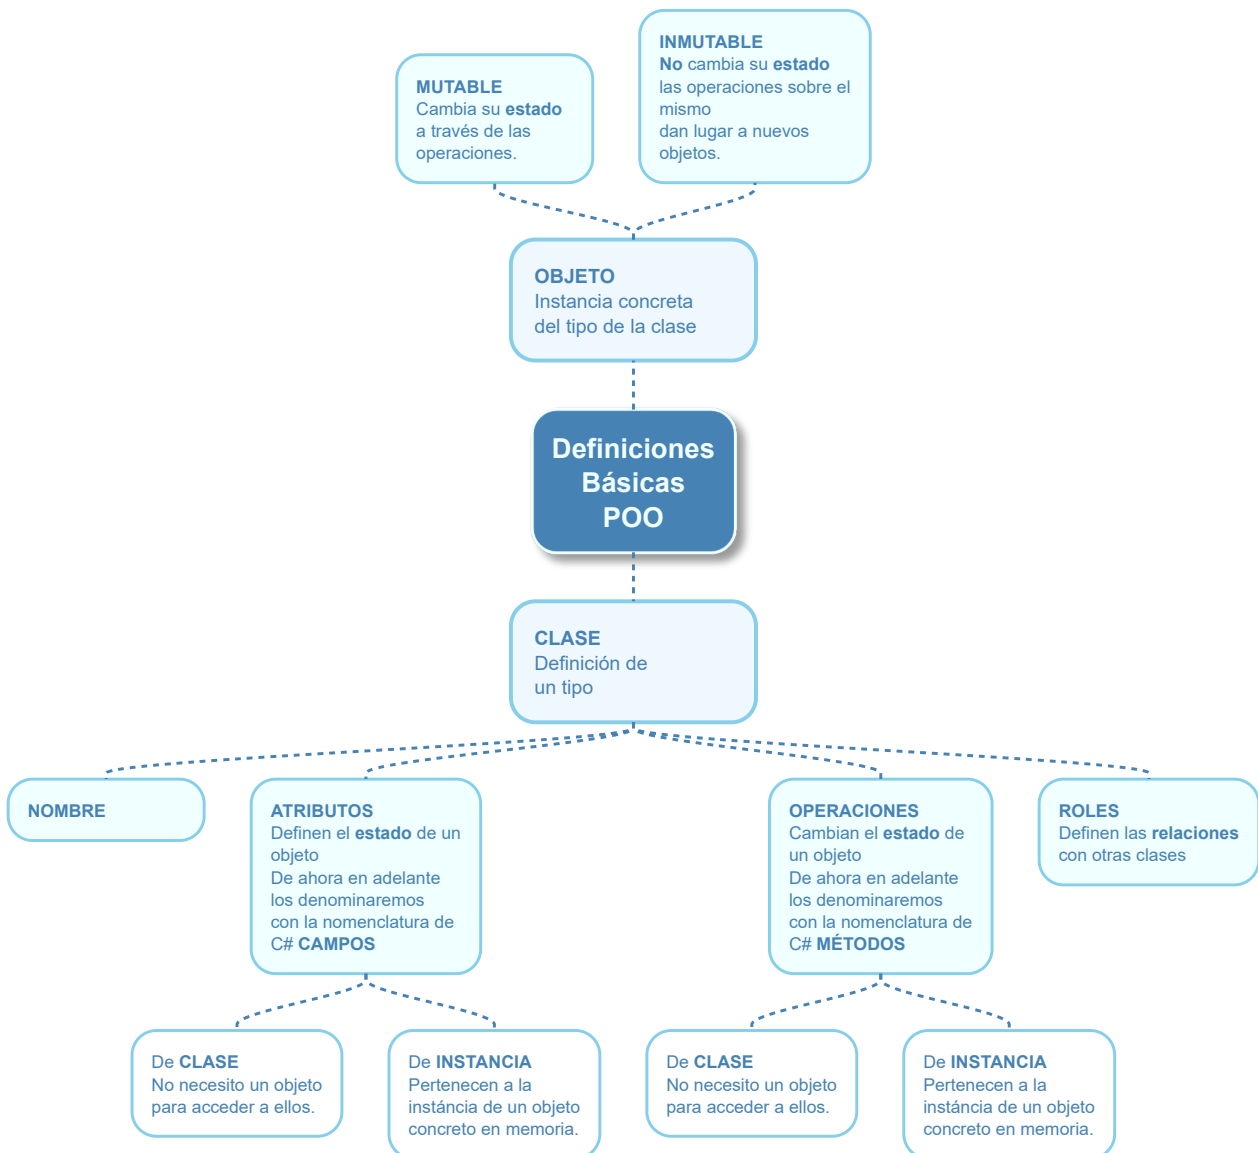 MUTABLE
Cambia su estado
a través de las
operaciones.
INMUTABLE
No cambia su estado
las operaciones sobre el
mismo
dan lugar a nuevos
objetos.
OBJETO
Instancia concreta
del tipo de la clase
Definiciones
Básicas
POO
CLASE
Definición de
un tipo
NOMBRE
ATRIBUTOS
Definen el estado de un
objeto
De ahora en adelante
los denominaremos
con la nomenclatura de
C# CAMPOS
OPERACIONES
Cambian el estado de
un objeto
De ahora en adelante
los denominaremos
con la nomenclatura de
C# MÉTODOS
ROLES
Definen las relaciones
con otras clases
De CLASE
No necesito un objeto
para acceder a ellos.
De INSTANCIA
Pertenecen a la
instáncia de un objeto
concreto en memoria.
De CLASE
No necesito un objeto
para acceder a ellos.
De INSTANCIA
Pertenecen a la
instáncia de un objeto
concreto en memoria.